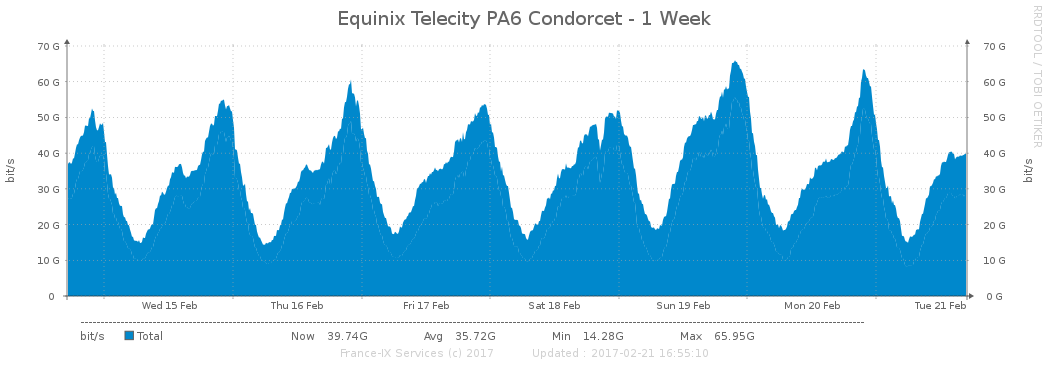 Equinix Telecity PA6 Condorcet - 1 Week
RRDTOOL / TOBI OETIKER
70 G 70 G
60 G 60 G
50 G 50 G
40 G 40 G
30 G 30 G
20 G 20 G
10 G 10 G
0 0 G
bit/s bit/s
Wed 15 Feb Thu 16 Feb Fri 17 Feb Sat 18 Feb Sun 19 Feb Mon 20 Feb Tue 21 Feb
bit/s Total Now 39.74G Avg 35.72G Min 14.28G Max 65.95G
France-IX Services (c) 2017 Updated : 2017-02-21 16:55:10